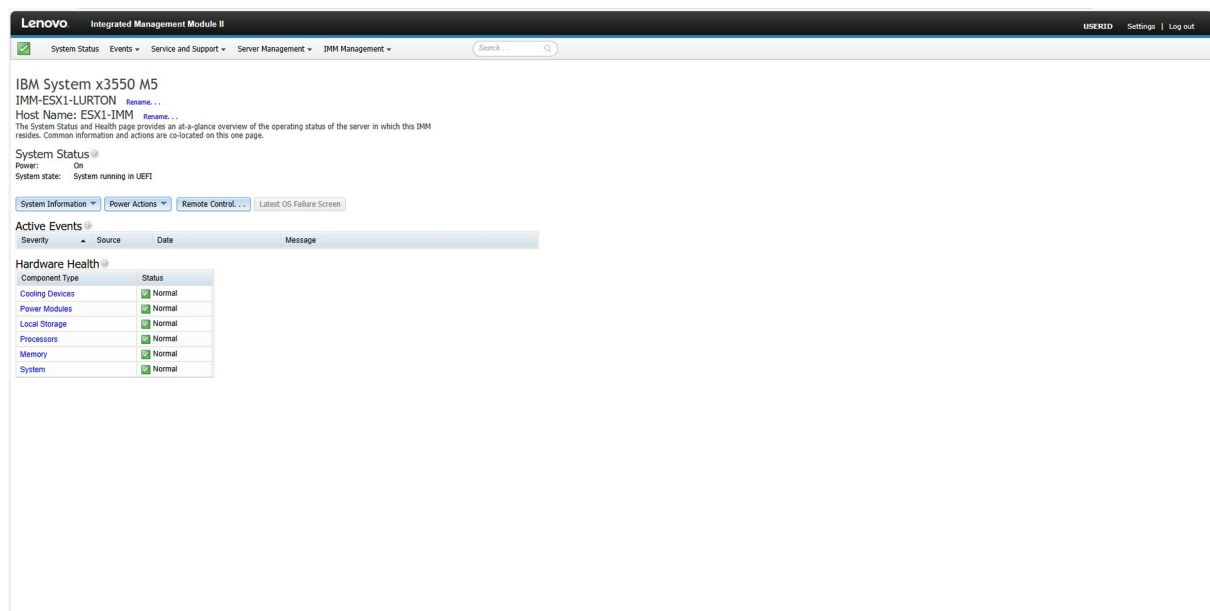 Lenovo. Integrated Management Module II USERID Settings | Log out
System Status Events Service and Support Server Management IMM Management Search...
IBM System x3550 M5
IMM-ESX1-LURTON Rename...
Host Name: ESX1-IMM Rename...
The System Status and Health page provides an at-a-glance overview of the operating status of the server in which this IMM
resides. Common information and actions are co-located on this one page.
System Status
Power: On
System state: System running in UEFI
System Information Power Actions Remote Control... Latest OS Failure Screen
Active Events
Severity Source Date Message
Hardware Health
Component Type Status
Cooling Devices Normal
Power Modules Normal
Local Storage Normal
Processors Normal
Memory Normal
System Normal